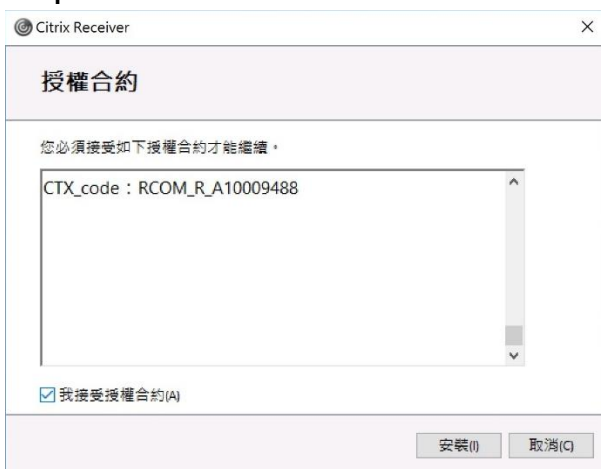 Citrix Receiver
授權合約
您必須接受如下授權合約才能繼續。
CTX_code：RCOM_R_A10009488
我接受授權合約(A)
安裝(I) 取消(C)